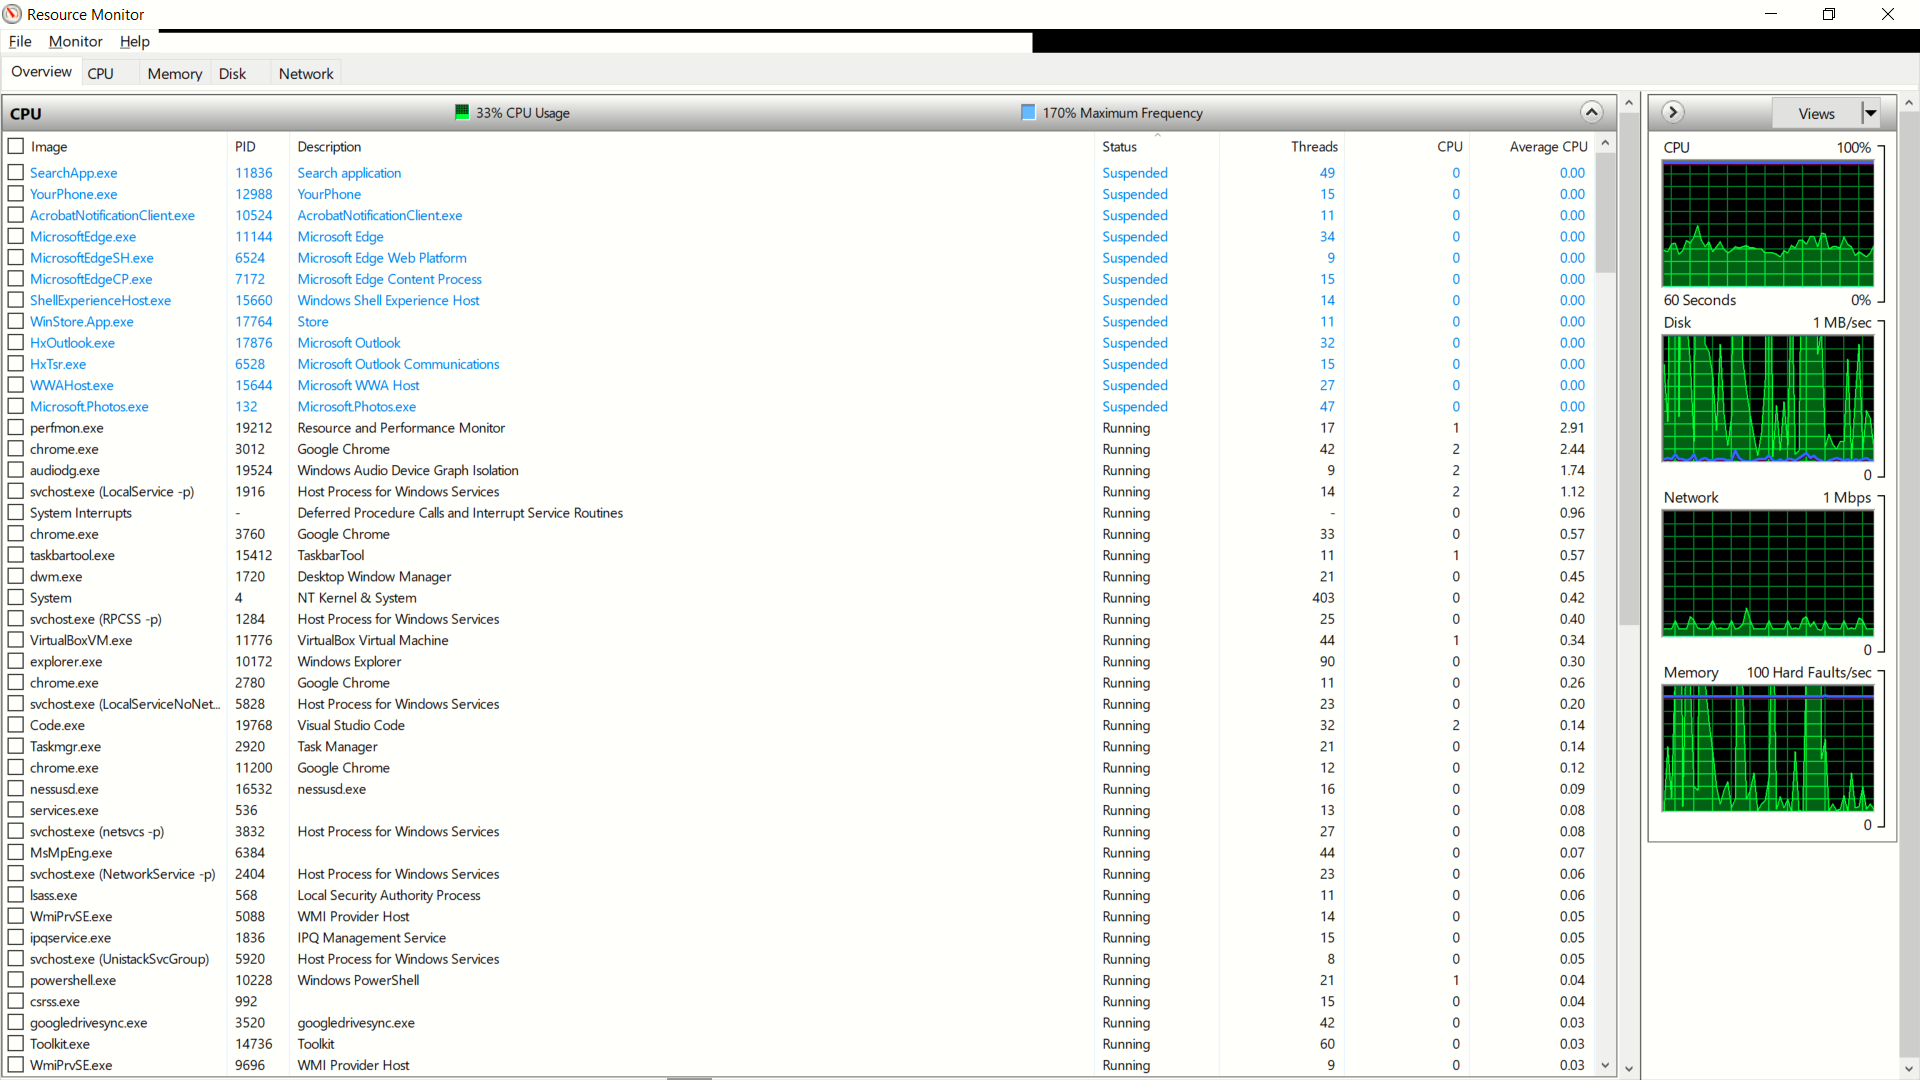 Resource Monitor
File Monitor Help
Overview CPU Memory Disk Network
CPU 33% CPU Usage 170% Maximum Frequency
Image PID Description Status Threads CPU Average CPU
SearchApp.exe 11836 Search application Suspended 49 0 0.00
YourPhone.exe 12988 YourPhone Suspended 15 0 0.00
AcrobatNotificationClient.exe 10524 AcrobatNotificationClient.exe Suspended 11 0 0.00
MicrosoftEdge.exe 11144 Microsoft Edge Suspended 34 0 0.00
MicrosoftEdgeSH.exe 6524 Microsoft Edge Web Platform Suspended 9 0 0.00
MicrosoftEdgeCP.exe 7172 Microsoft Edge Content Process Suspended 15 0 0.00
ShellExperienceHost.exe 15660 Windows Shell Experience Host Suspended 14 0 0.00
WinStore.App.exe 17764 Store Suspended 11 0 0.00
HxOutlook.exe 17876 Microsoft Outlook Suspended 32 0 0.00
HxTsr.exe 6528 Microsoft Outlook Communications Suspended 15 0 0.00
WWAHost.exe 15644 Microsoft WWA Host Suspended 27 0 0.00
Microsoft.Photos.exe 132 Microsoft.Photos.exe Suspended 47 0 0.00
perfmon.exe 19212 Resource and Performance Monitor Running 17 1 2.91
chrome.exe 3012 Google Chrome Running 42 2 2.44
audiodg.exe 19524 Windows Audio Device Graph Isolation Running 9 2 1.74
svchost.exe (LocalService -p) 1916 Host Process for Windows Services Running 14 2 1.12
System Interrupts - Deferred Procedure Calls and Interrupt Service Routines Running - 0 0.96
chrome.exe 3760 Google Chrome Running 33 0 0.57
taskbartool.exe 15412 TaskbarTool Running 11 1 0.57
dwm.exe 1720 Desktop Window Manager Running 21 0 0.45
System 4 NT Kernel & System Running 403 0 0.42
svchost.exe (RPCSS -p) 1284 Host Process for Windows Services Running 25 0 0.40
VirtualBoxVM.exe 11776 VirtualBox Virtual Machine Running 44 1 0.34
explorer.exe 10172 Windows Explorer Running 90 0 0.30
chrome.exe 2780 Google Chrome Running 11 0 0.26
svchost.exe (LocalServiceNoNet... 5828 Host Process for Windows Services Running 23 0 0.20
Code.exe 19768 Visual Studio Code Running 32 2 0.14
Taskmgr.exe 2920 Task Manager Running 21 0 0.14
chrome.exe 11200 Google Chrome Running 12 0 0.12
nessusd.exe 16532 nessusd.exe Running 16 0 0.09
services.exe 536 Running 13 0 0.08
svchost.exe (netsvcs -p) 3832 Host Process for Windows Services Running 27 0 0.08
MsMpEng.exe 6384 Running 44 0 0.07
svchost.exe (NetworkService -p) 2404 Host Process for Windows Services Running 23 0 0.06
lsass.exe 568 Local Security Authority Process Running 11 0 0.06
WmiPrvSE.exe 5088 WMI Provider Host Running 14 0 0.05
ipqservice.exe 1836 IPQ Management Service Running 15 0 0.05
svchost.exe (UnistackSvcGroup) 5920 Host Process for Windows Services Running 8 0 0.05
powershell.exe 10228 Windows PowerShell Running 21 1 0.04
csrss.exe 992 Running 15 0 0.04
googledrivesync.exe 3520 googledrivesync.exe Running 42 0 0.03
Toolkit.exe 14736 Toolkit Running 60 0 0.03
WmiPrvSE.exe 9696 WMI Provider Host Running 9 0 0.03
Views
CPU 100%
60 Seconds 0%
Disk 1 MB/sec
0
Network 1 Mbps
0
Memory 100 Hard Faults/sec
0